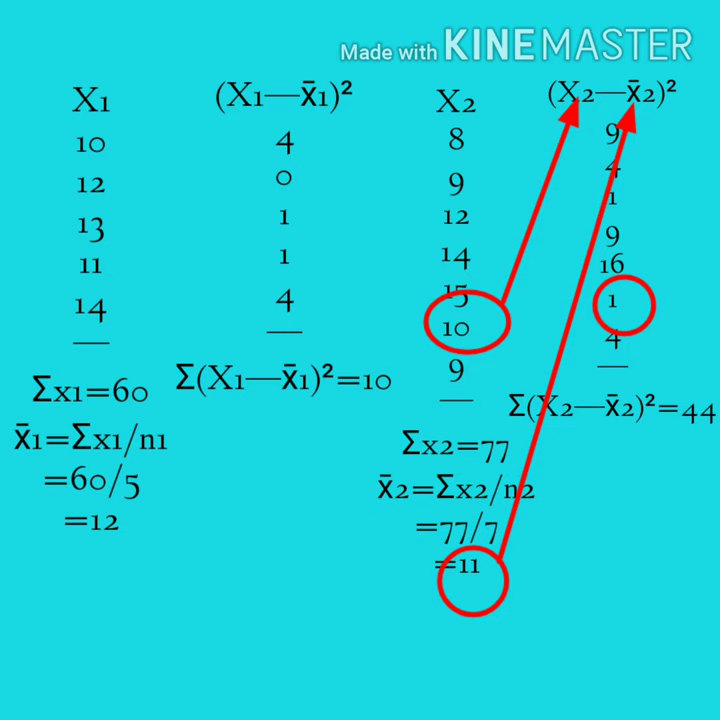 Made with KINEMASTER
X1
10
12
13
11
14
—
Σx1=60
x̄1=Σx1/n1
=60/5
=12
(X1—x̄1)²
4
0
1
1
4
—
Σ(X1—x̄1)²=10
X2
8
9
12
14
15
10
9
—
Σx2=77
x̄2=Σx2/n2
=77/7
=11
(X2—x̄2)²
9
4
1
9
16
1
4
—
Σ(X2—x̄2)²=44